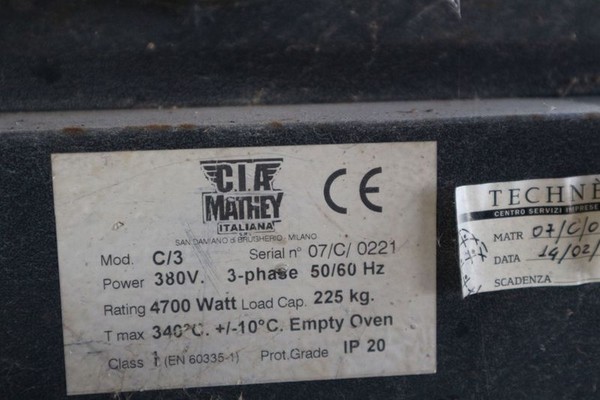 C.I.A
MATHEY
ITALIANA
S.R.L.
SAN DAMIANO di BRUGHERIO - MILANO
CE
Mod. C/3 Serial n° 07/C/ 0221
Power 380V. 3-phase 50/60 Hz
Rating 4700 Watt Load Cap. 225 kg.
T max 340°C. +/-10°C. Empty Oven
Class 1 (EN 60335-1) Prot.Grade IP 20
TECHNÈ
CENTRO SERVIZI IMPRESE
MATR 07/C/0
DATA 14/02/
SCADENZA